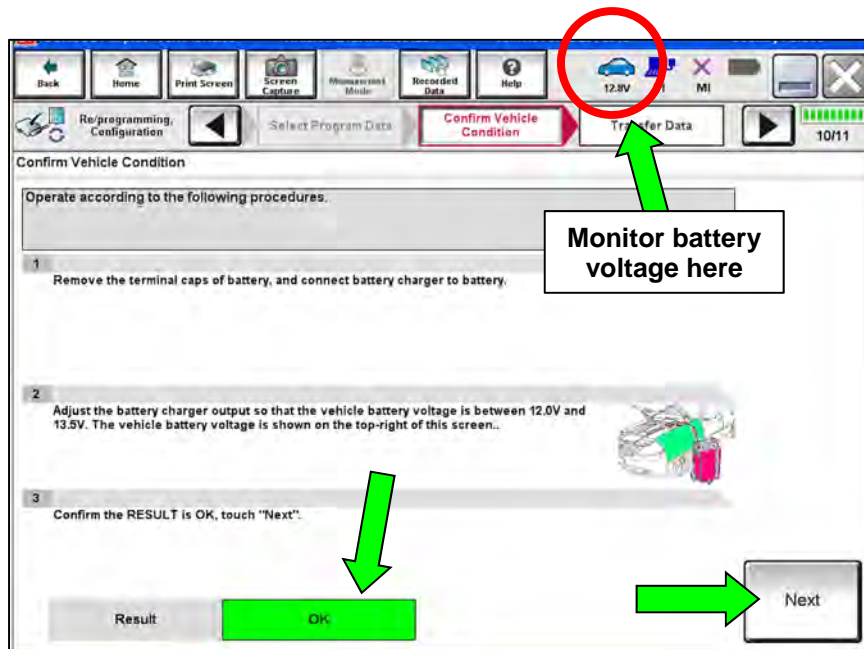 Back
Home
Print Screen
Screen
Capture
Measurement
Mode
Recorded
Data
Help
12.8V
MI
Re/programming,
Configuration
Select Program Data
Confirm Vehicle
Condition
Transfer Data
10/11
Confirm Vehicle Condition
Operate according to the following procedures.
Monitor battery
voltage here
1
Remove the terminal caps of battery, and connect battery charger to battery.
2
Adjust the battery charger output so that the vehicle battery voltage is between 12.0V and
13.5V. The vehicle battery voltage is shown on the top-right of this screen..
3
Confirm the RESULT is OK, touch "Next".
Result
OK
Next